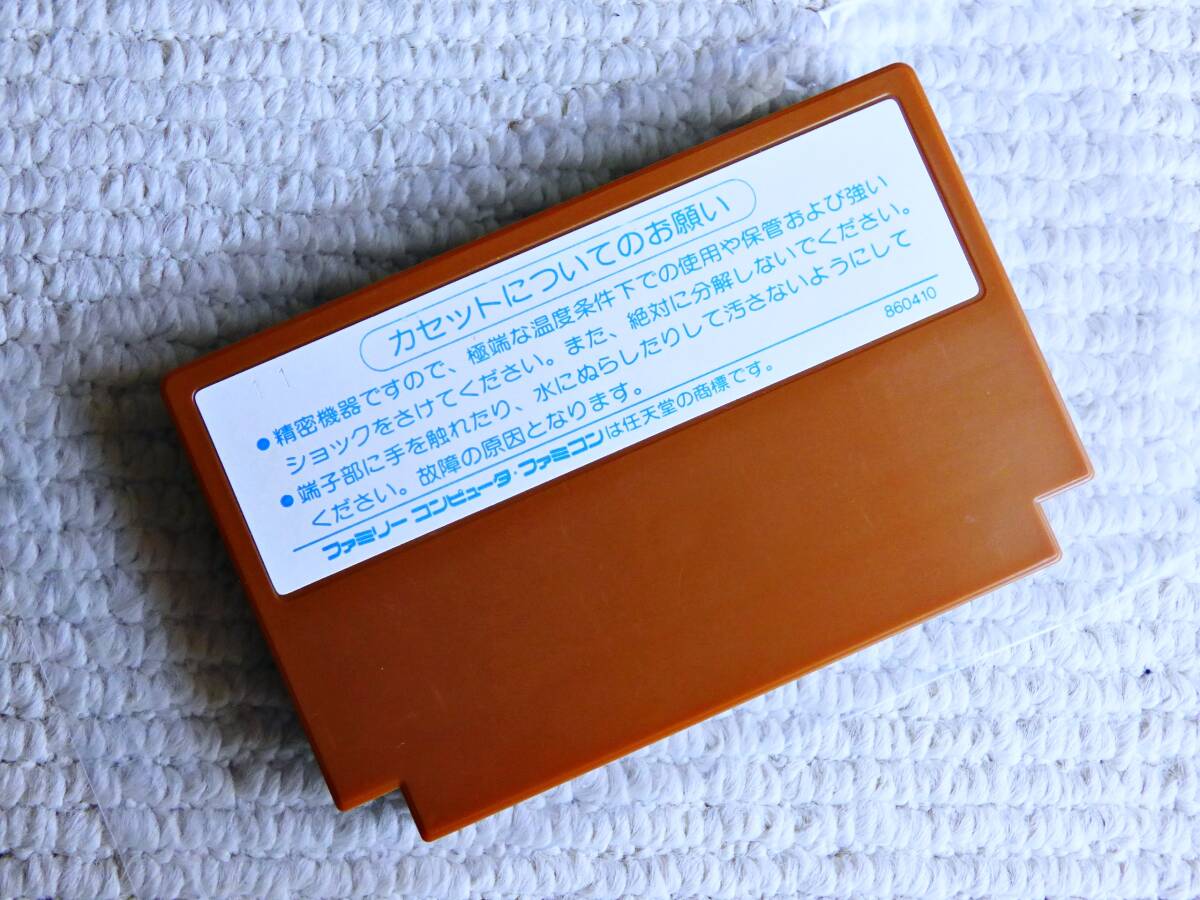 カセットについてのお願い
●精密機器ですので、極端な温度条件下での使用や保管および強い
ショックをさけてください。また、絶対に分解しないでください。
●端子部に手を触れたり、水にぬらしたりして汚さないようにして
ください。故障の原因となります。
860410
ファミリーコンピュータ・ファミコンは任天堂の商標です。
11